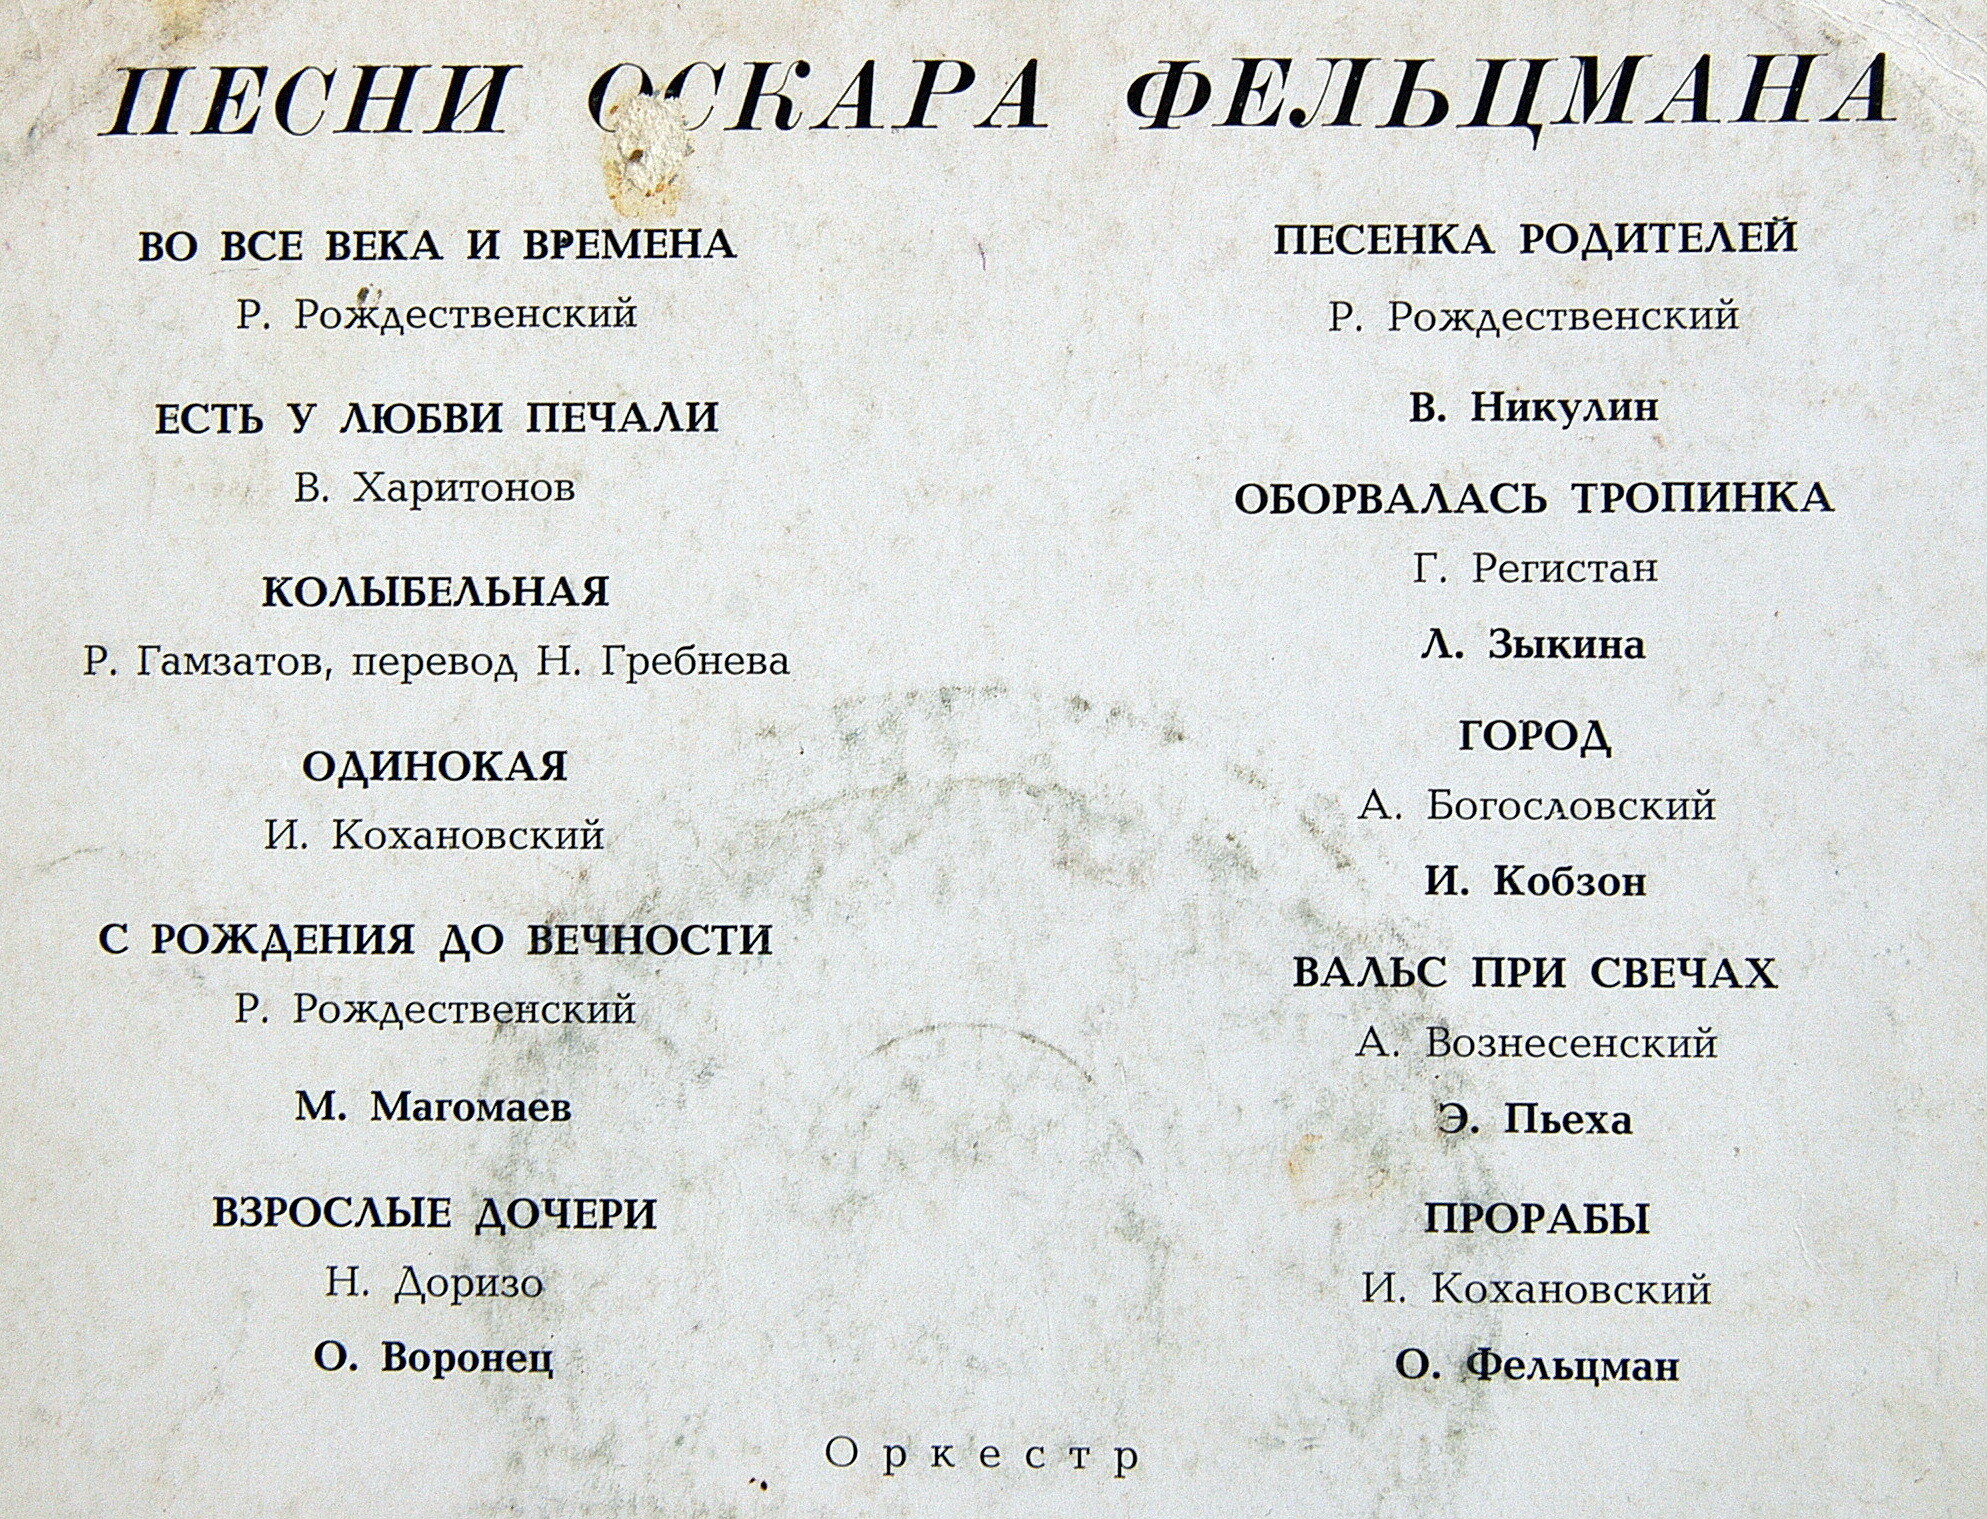 ПЕСНИ ОСКАРА ФЕЛЬЦМАНА
ВО ВСЕ ВЕКА И ВРЕМЕНА
Р. Рождественский
ЕСТЬ У ЛЮБВИ ПЕЧАЛИ
В. Харитонов
КОЛЫБЕЛЬНАЯ
Р. Гамзатов, перевод Н. Гребнева
ОДИНОКАЯ
И. Кохановский
С РОЖДЕНИЯ ДО ВЕЧНОСТИ
Р. Рождественский
М. Магомаев
ВЗРОСЛЫЕ ДОЧЕРИ
Н. Доризо
О. Воронец
ПЕСЕНКА РОДИТЕЛЕЙ
Р. Рождественский
В. Никулин
ОБОРВАЛАСЬ ТРОПИНКА
Г. Регистан
Л. Зыкина
ГОРОД
А. Богословский
И. Кобзон
ВАЛЬС ПРИ СВЕЧАХ
А. Вознесенский
Э. Пьеха
ПРОРАБЫ
И. Кохановский
О. Фельцман
Оркестр